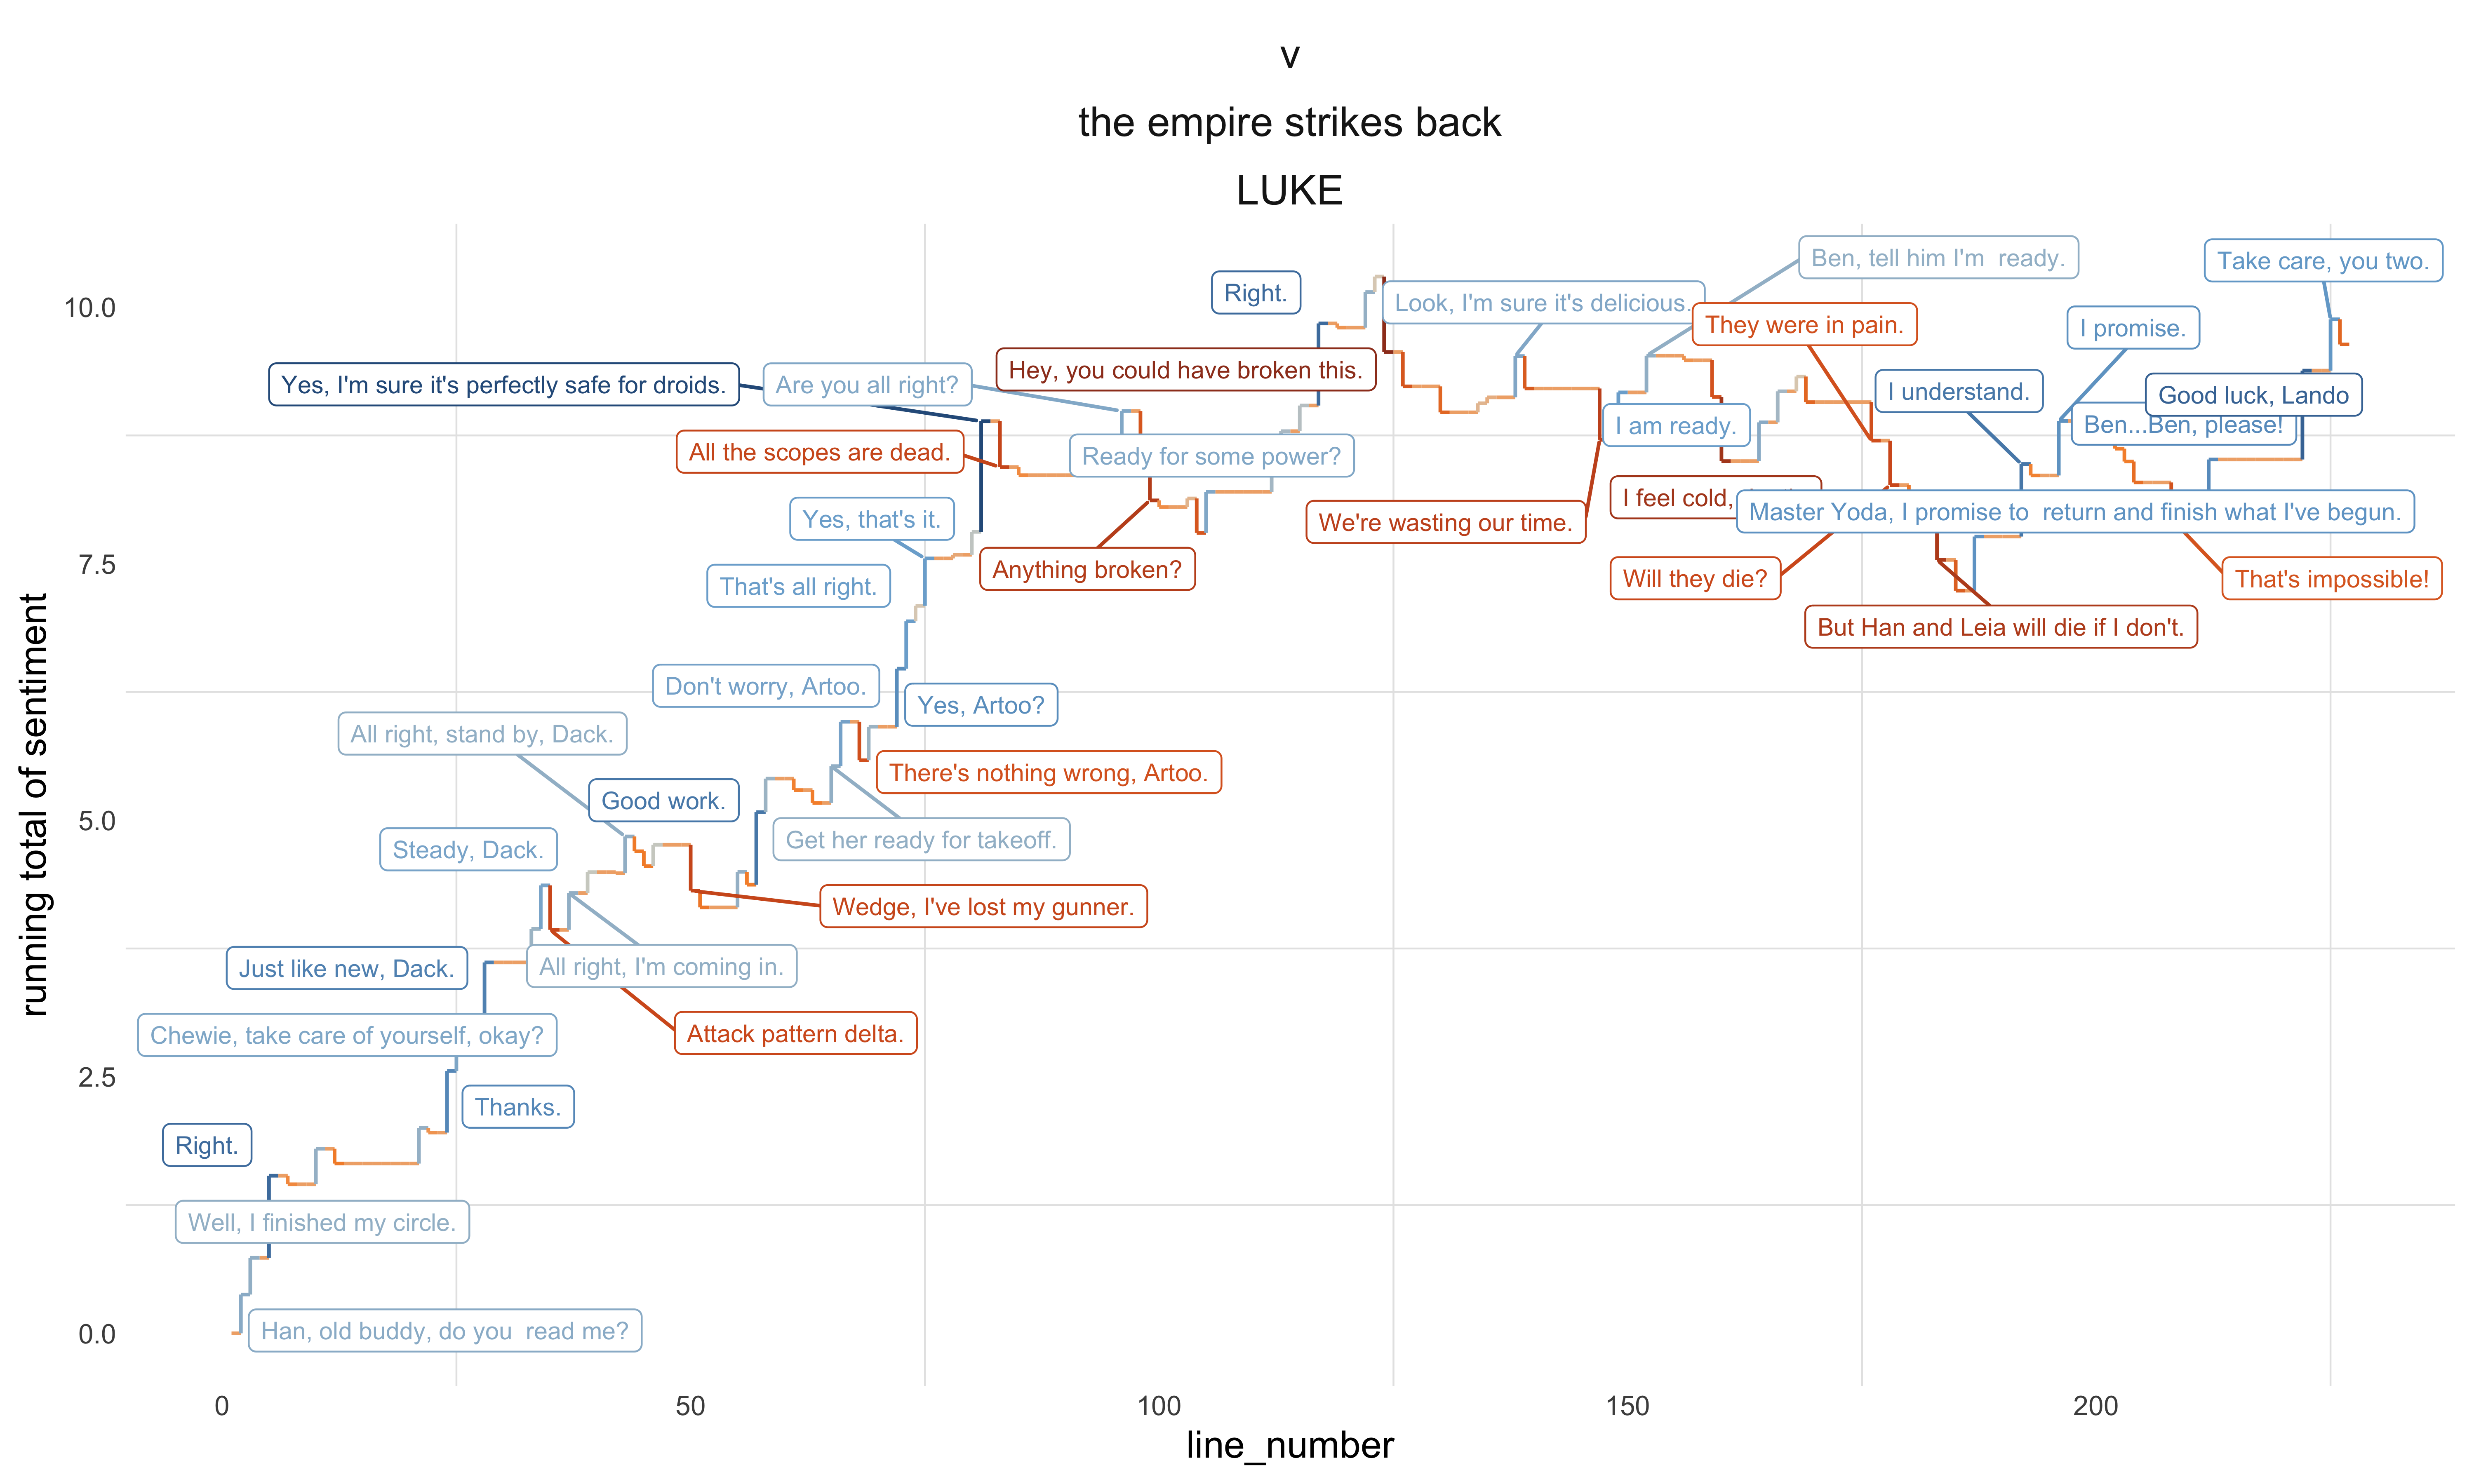 v
the empire strikes back
LUKE
Ben, tell him I'm  ready.
Take care, you two.
10.0
Right.
Look, I'm sure it's delicious.
They were in pain.
I promise.
Yes, I'm sure it's perfectly safe for droids.
Are you all right?
Hey, you could have broken this.
I understand.
Good luck, Lando
I am ready.
Ben...Ben, please!
All the scopes are dead.
Ready for some power?
I feel cold,
Yes, that's it.
We're wasting our time.
Master Yoda, I promise to  return and finish what I've begun.
7.5
Anything broken?
Will they die?
That's impossible!
That's all right.
But Han and Leia will die if I don't.
Don't worry, Artoo.
Yes, Artoo?
All right, stand by, Dack.
There's nothing wrong, Artoo.
Good work.
5.0
Get her ready for takeoff.
Steady, Dack.
Wedge, I've lost my gunner.
Just like new, Dack.
All right, I'm coming in.
Chewie, take care of yourself, okay?
Attack pattern delta.
2.5
Thanks.
Right.
Well, I finished my circle.
0.0
Han, old buddy, do you  read me?
running total of sentiment
0 50 100 150 200
line_number